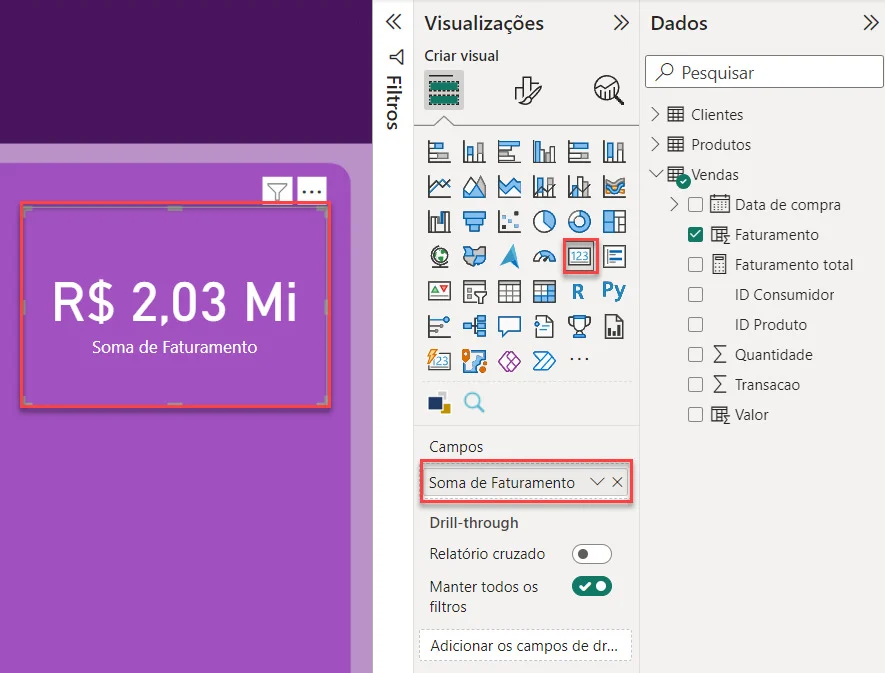 R$ 2,03 Mi
Soma de Faturamento
Filtros
Visualizações
Criar visual
123
R
Py
123
Campos
Soma de Faturamento
Drill-through
Relatório cruzado
Manter todos os
filtros
Adicionar os campos de dr...
Dados
Pesquisar
Clientes
Produtos
Vendas
Data de compra
Faturamento
Faturamento total
ID Consumidor
ID Produto
Quantidade
Transacao
Valor